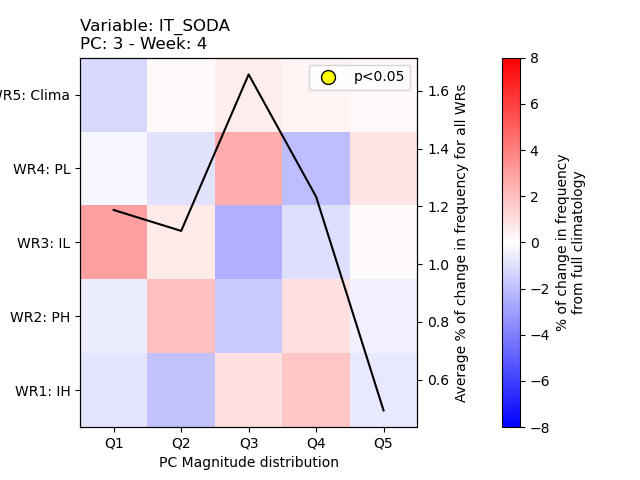 Variable: IT_SODA
PC: 3 - Week: 4
p<0.05
WR5: Clima
WR4: PL
WR3: IL
WR2: PH
WR1: IH
Q1 Q2 Q3 Q4 Q5
PC Magnitude distribution
1.6
1.4
1.2
1.0
0.8
0.6
Average % of change in frequency for all WRs
8
6
4
2
0
−2
−4
−6
−8
% of change in frequency
from full climatology